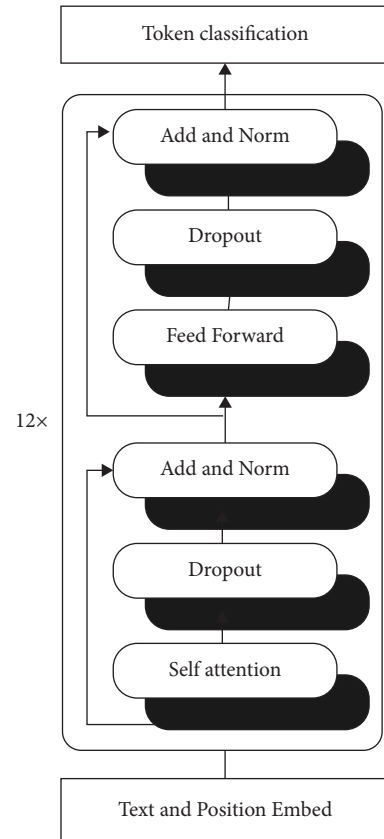 Token classification
Add and Norm
Dropout
Feed Forward
12×
Add and Norm
Dropout
Self attention
Text and Position Embed